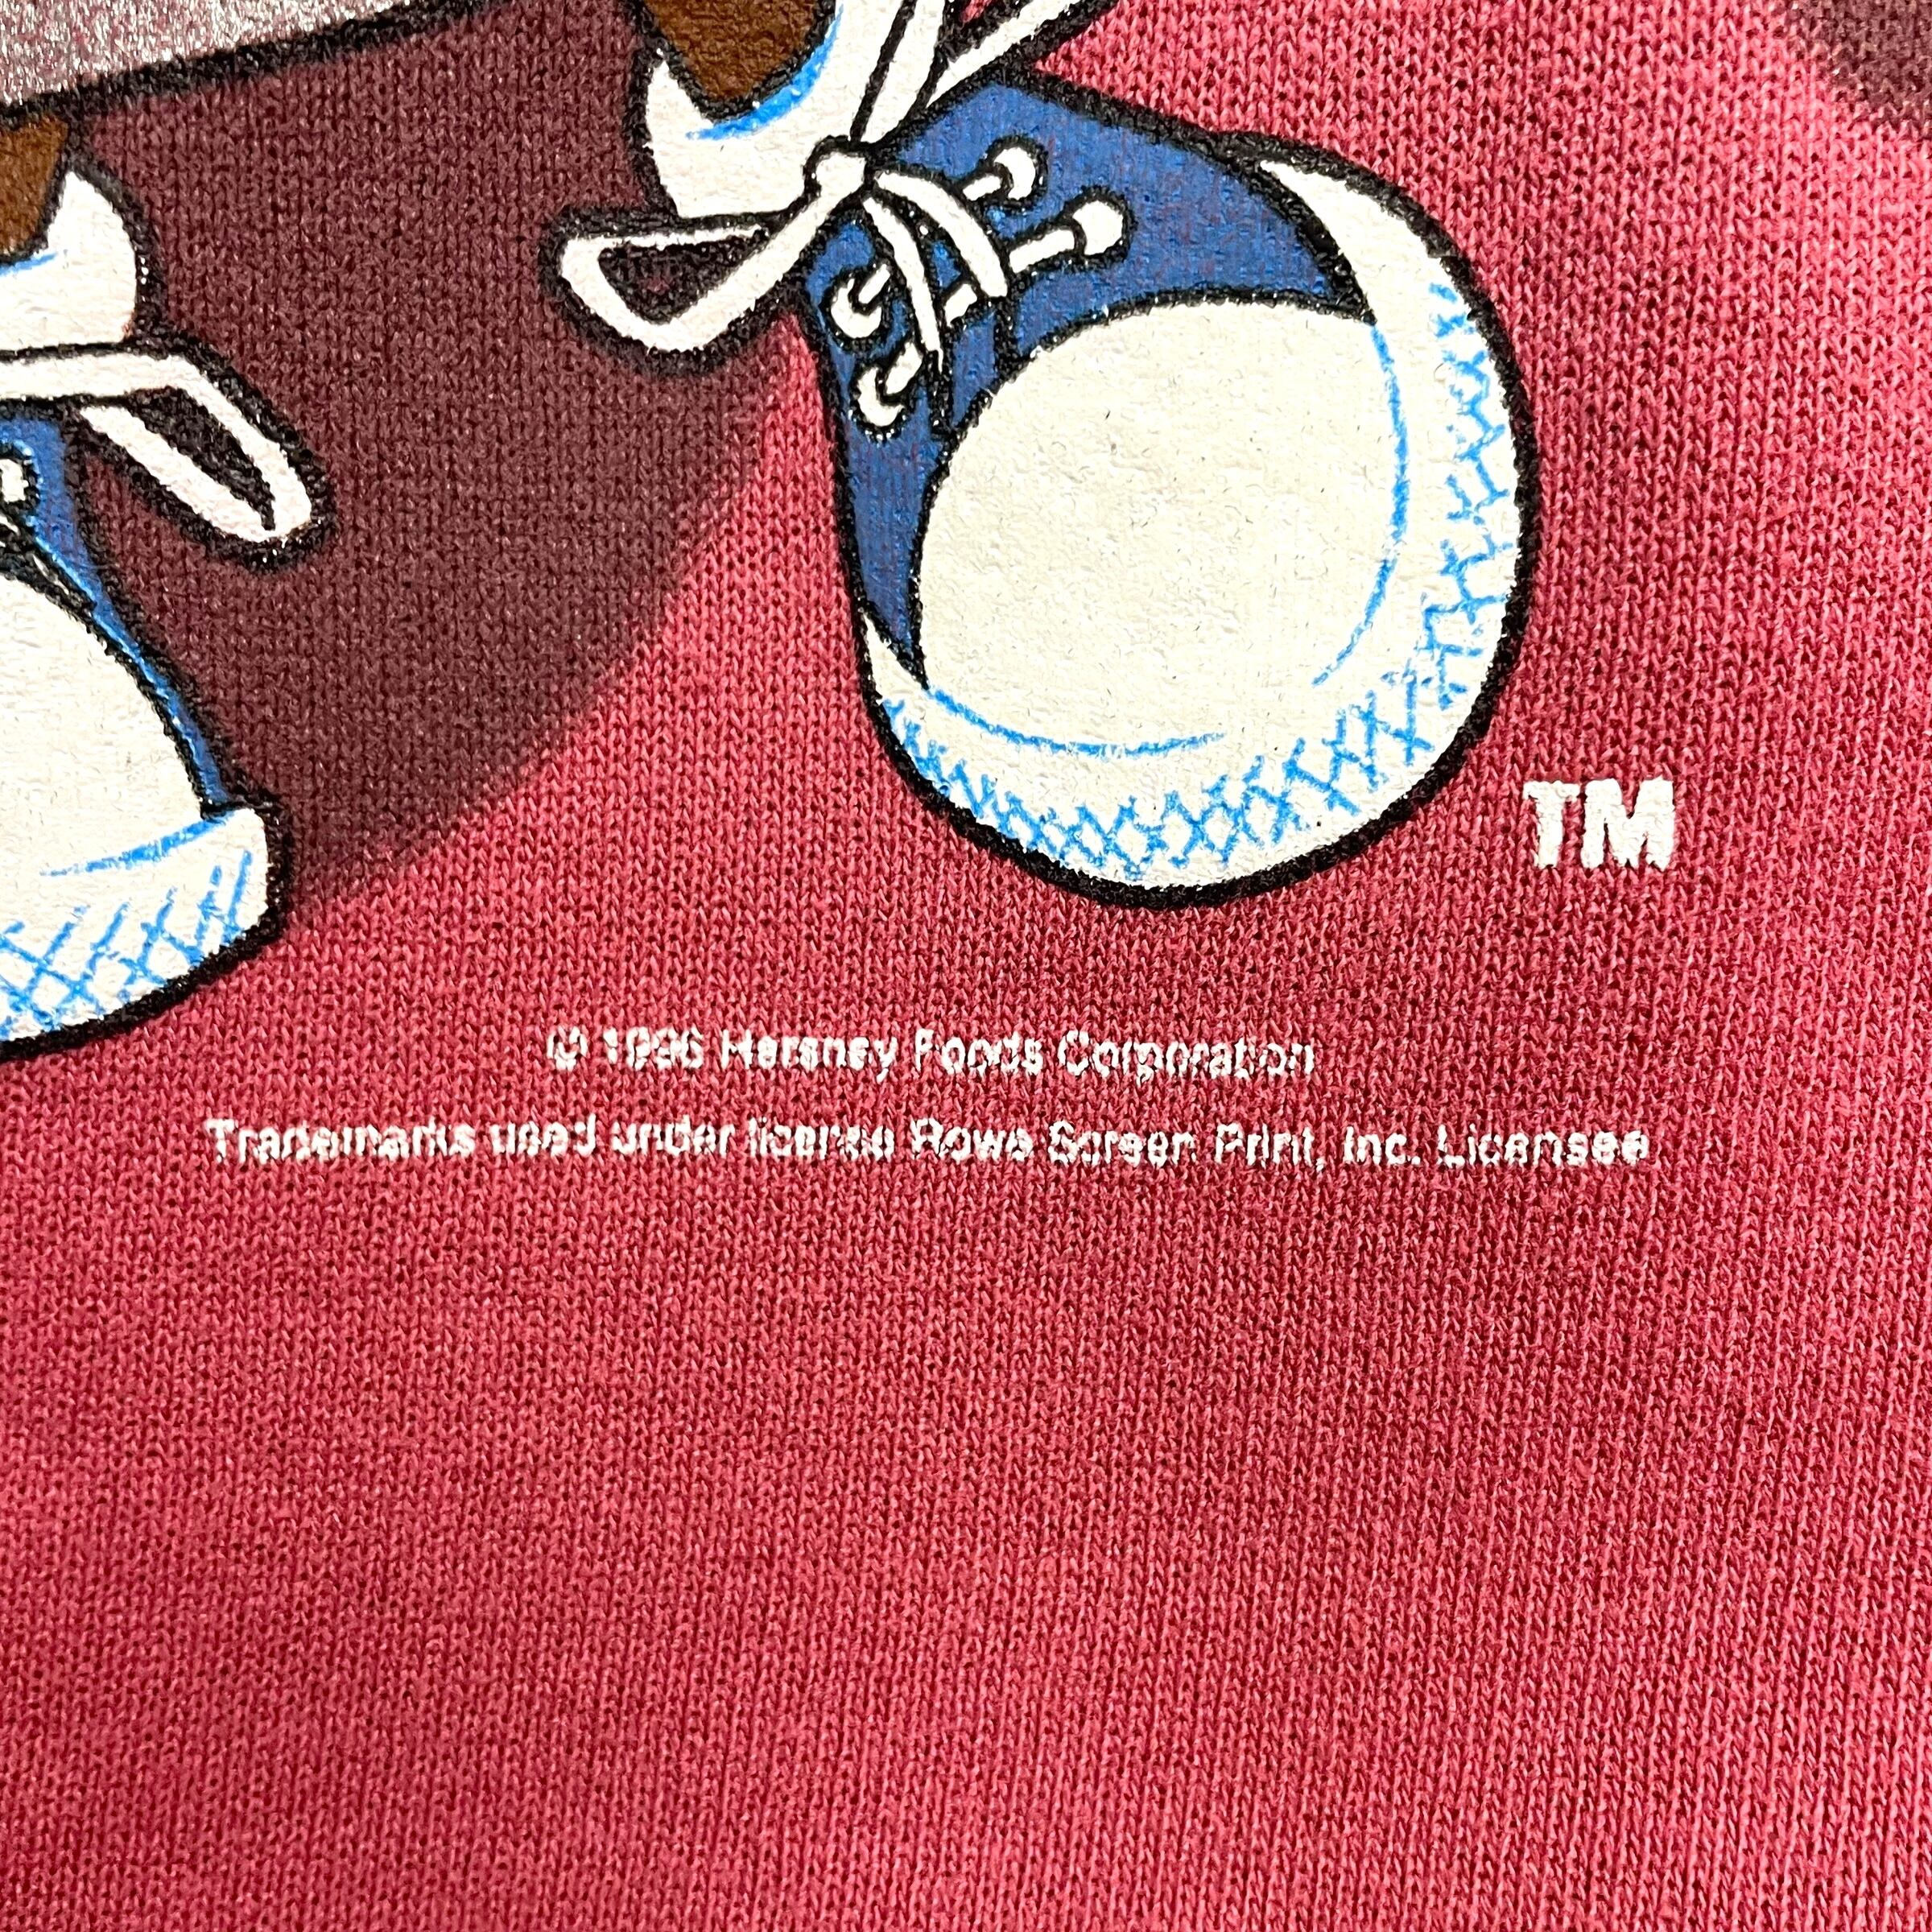 TM
© 1996 Hershey Foods Corporation
Trademarks used under license Rowe Screen Print, Inc. Licensee